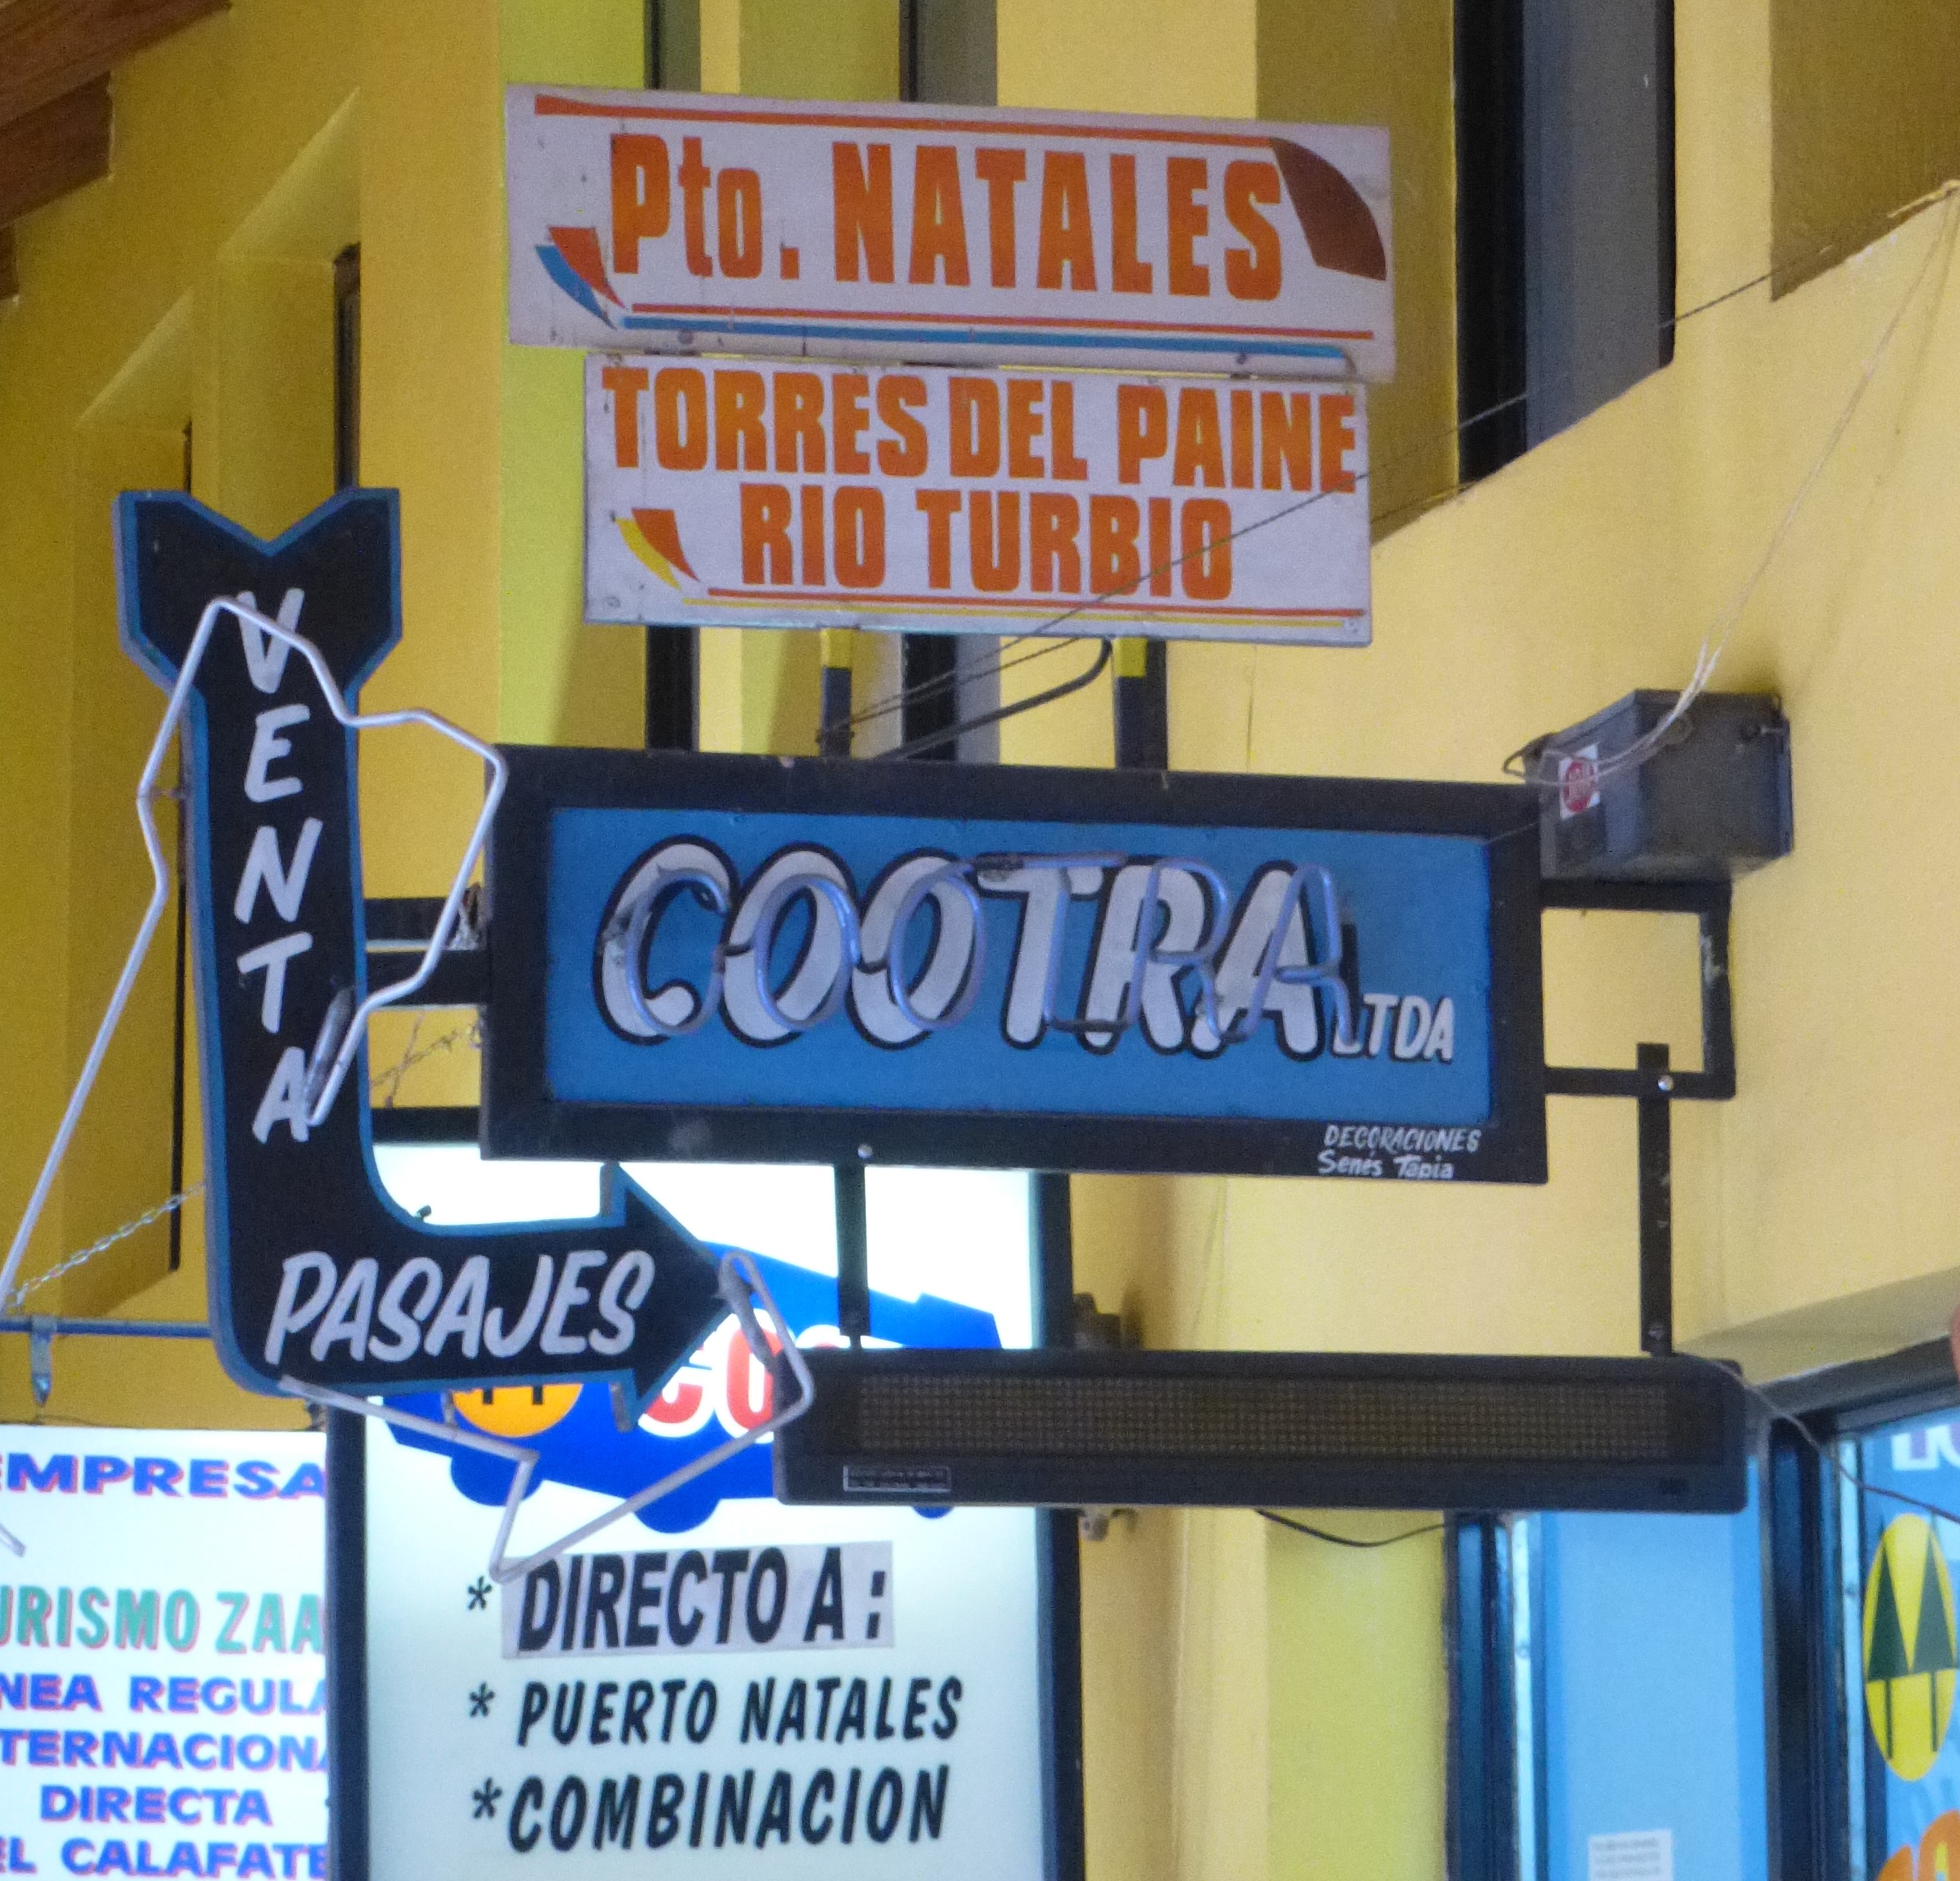 Pto. NATALES
TORRES DEL PAINE
RIO TURBIO
VENTA
PASAJES
COOTRA LTDA
DECORACIONES
Senés Tapia
CO
* DIRECTO A:
* PUERTO NATALES
*COMBINACION
EMPRESA
URISMO ZAA
NEA REGULA
TERNACIONA
DIRECTA
EL CALAFATE